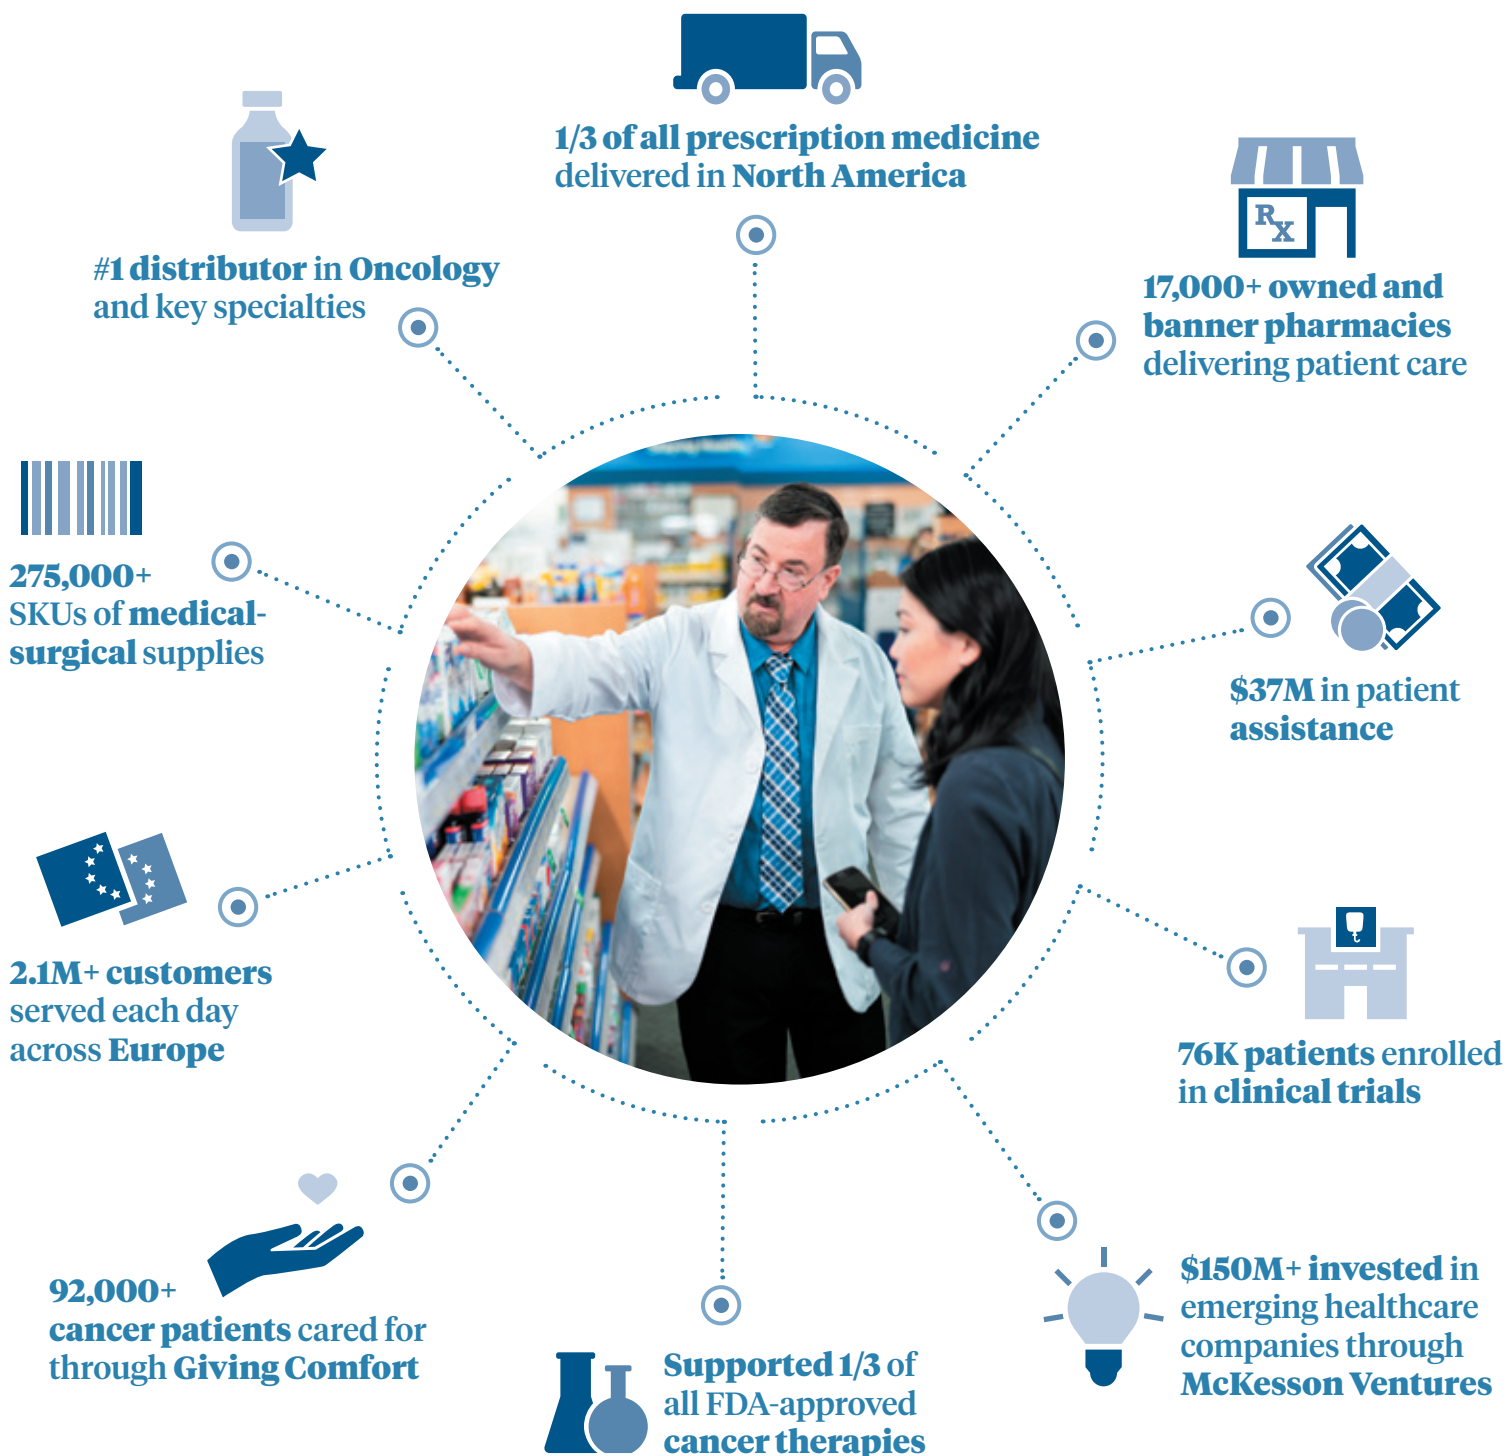 1/3 of all prescription medicine
delivered in North America
#1 distributor in Oncology
and key specialties
RX
17,000+ owned and
banner pharmacies
delivering patient care
275,000+
SKUs of medical-
surgical supplies
$37M in patient
assistance
2.1M+ customers
served each day
across Europe
76K patients enrolled
in clinical trials
92,000+
cancer patients cared for
through Giving Comfort
$150M+ invested in
emerging healthcare
companies through
McKesson Ventures
Supported 1/3 of
all FDA-approved
cancer therapies